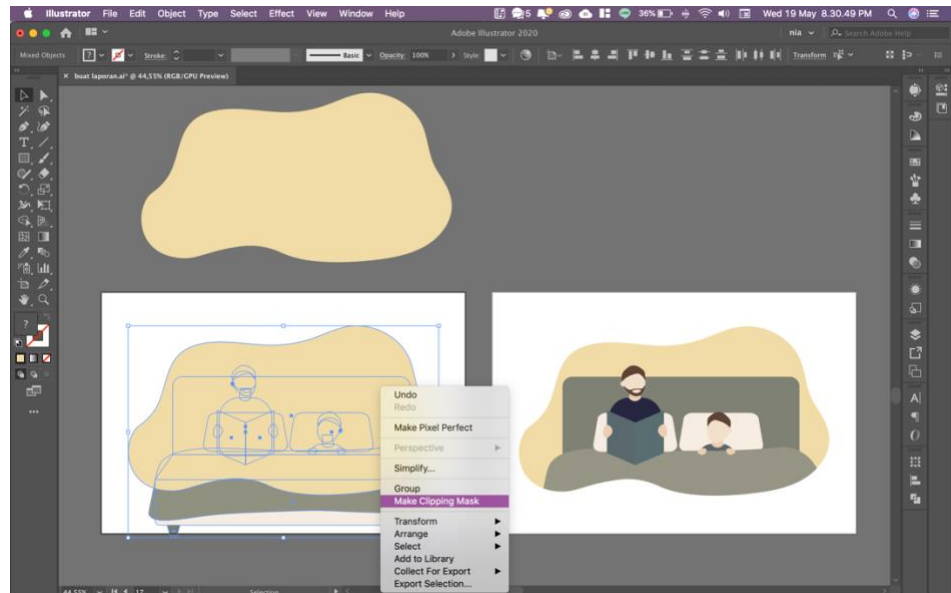 Illustrator File Edit Object Type Select Effect View Window Help 5 36% Wed 19 May 8.30.49 PM
Adobe Illustrator 2020 nia Search Adobe Help
Mixed Objects ? Stroke: Basic Opacity: 100% Style: Transform
× buat laporan.ai* @ 44,55% (RGB/GPU Preview)
Undo
Redo
Make Pixel Perfect
Perspective
Simplify...
Group
Make Clipping Mask
Transform
Arrange
Select
Add to Library
Collect For Export
Export Selection...
44,55% 17 Selection